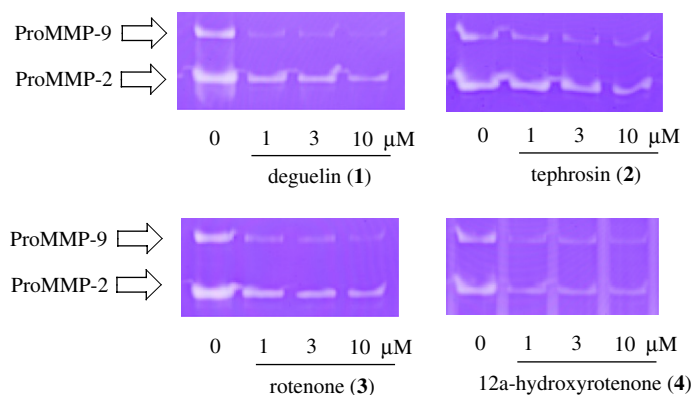 ProMMP-9
ProMMP-2
0 1 3 10 μM
deguelin (1)
0 1 3 10 μM
tephrosin (2)
ProMMP-9
ProMMP-2
0 1 3 10 μM
rotenone (3)
0 1 3 10 μM
12a-hydroxyrotenone (4)